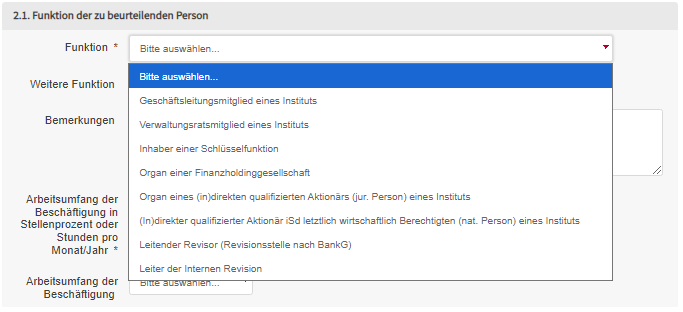 2.1. Funktion der zu beurteilenden Person
Funktion *
Bitte auswählen...
Bitte auswählen...
Geschäftsleitungsmitglied eines Instituts
Verwaltungsratsmitglied eines Instituts
Inhaber einer Schlüsselfunktion
Organ einer Finanzholdinggesellschaft
Organ eines (in)direkten qualifizierten Aktionärs (jur. Person) eines Instituts
(In)direkter qualifizierter Aktionär iSd letztlich wirtschaftlich Berechtigten (nat. Person) eines Instituts
Leitender Revisor (Revisionsstelle nach BankG)
Leiter der Internen Revision
Weitere Funktion
Bemerkungen
Arbeitsumfang der
Beschäftigung in
Stellenprozent oder
Stunden pro
Monat/Jahr *
Arbeitsumfang der
Beschäftigung
Bitte auswählen...